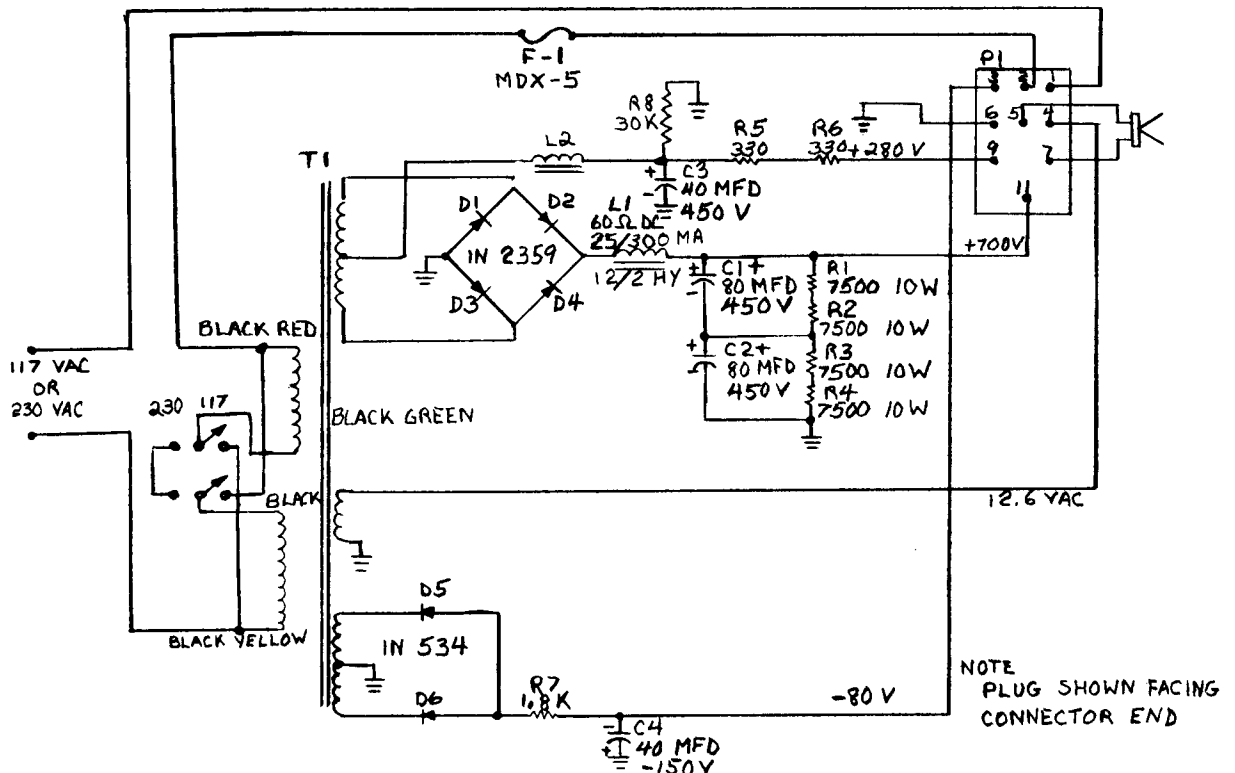 F-1
MDX-5
P1
3 2 1
6 5 4
9 7
11
R8
30K
L2
R5
330
R6
330
+280 V
T1
+
-
C3
40 MFD
450 V
D1
D2
IN 2359
D3
D4
L1
60Ω DC
25/300 MA
12/2 HY
+700V
+
-
C1+
80 MFD
450V
R1
7500 10W
R2
7500 10W
+
-
C2+
80 MFD
450V
R3
7500 10W
R4
7500 10W
BLACK RED
117 VAC
OR
230 VAC
230 117
BLACK GREEN
BLACK
12.6 VAC
BLACK YELLOW
D5
IN 534
D6
R7
1.8K
-80 V
-
+
C4
40 MFD
-150V
NOTE
PLUG SHOWN FACING
CONNECTOR END